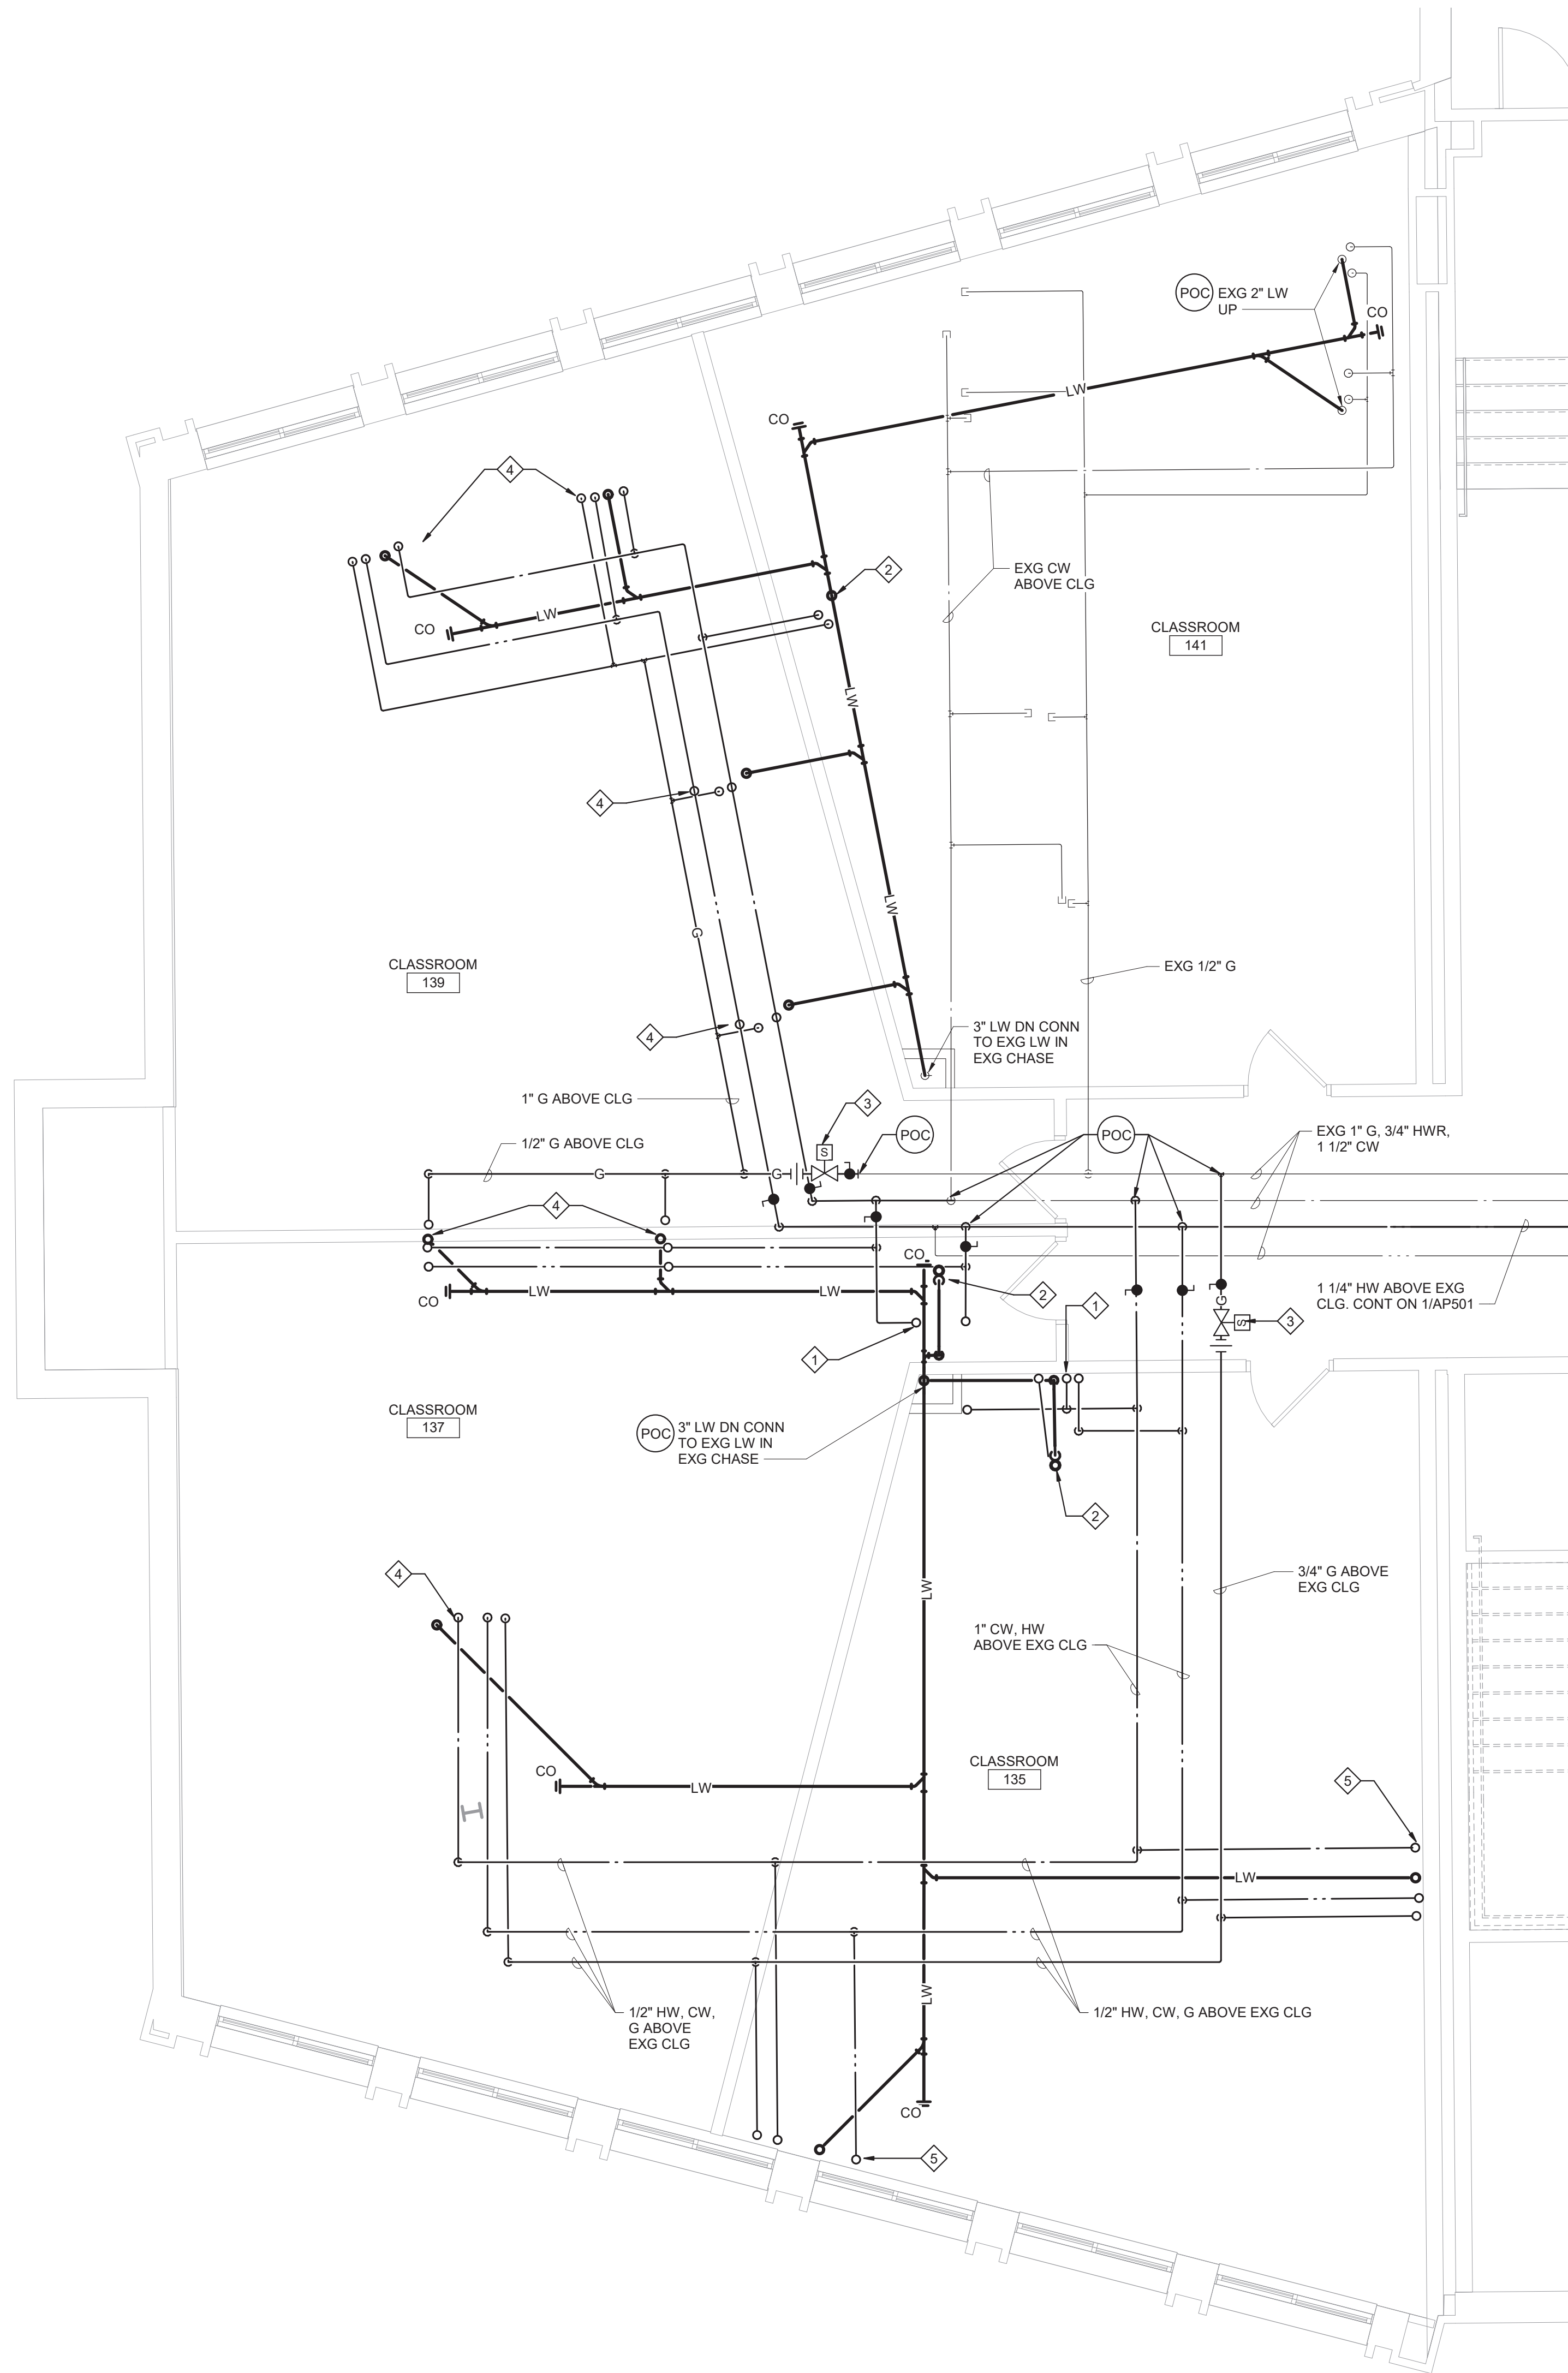 POC
EXG 2" LW
UP
CO
CO
LW
4
2
EXG CW
ABOVE CLG
LW
CO
CLASSROOM
141
LW
4
LW
G
CLASSROOM
139
EXG 1/2" G
4
3" LW DN CONN
TO EXG LW IN
EXG CHASE
1" G ABOVE CLG
3
1/2" G ABOVE CLG
POC
POC
EXG 1" G, 3/4" HWR,
1 1/2" CW
S
G
G
4
CO
CO
LW
LW
2
1
G
S
3
1 1/4" HW ABOVE EXG
CLG. CONT ON 1/AP501
1
CLASSROOM
137
POC
3" LW DN CONN
TO EXG LW IN
EXG CHASE
2
4
LW
3/4" G ABOVE
EXG CLG
1" CW, HW
ABOVE EXG CLG
CO
LW
CLASSROOM
135
5
LW
LW
1/2" HW, CW,
G ABOVE
EXG CLG
1/2" HW, CW, G ABOVE EXG CLG
CO
5